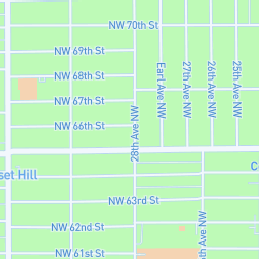 NW 70th St
NW 69th St
NW 68th St
NW 67th St
NW 66th St
28th Ave NW
Earl Ave NW
27th Ave NW
26th Ave NW
25th Ave NW
set Hill
NW 63rd St
NW 62nd St
NW 61st St
th Ave NW